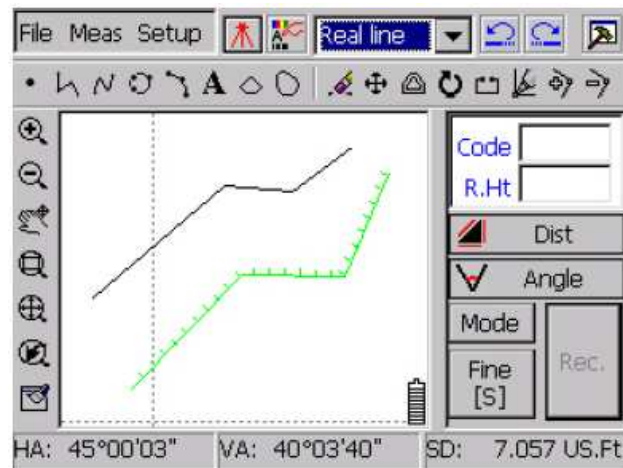 File Meas Setup Real line
A
Code
R.Ht
Dist
Angle
Mode
Fine
[S]
Rec.
HA: 45°00'03" VA: 40°03'40" SD: 7.057 US.Ft